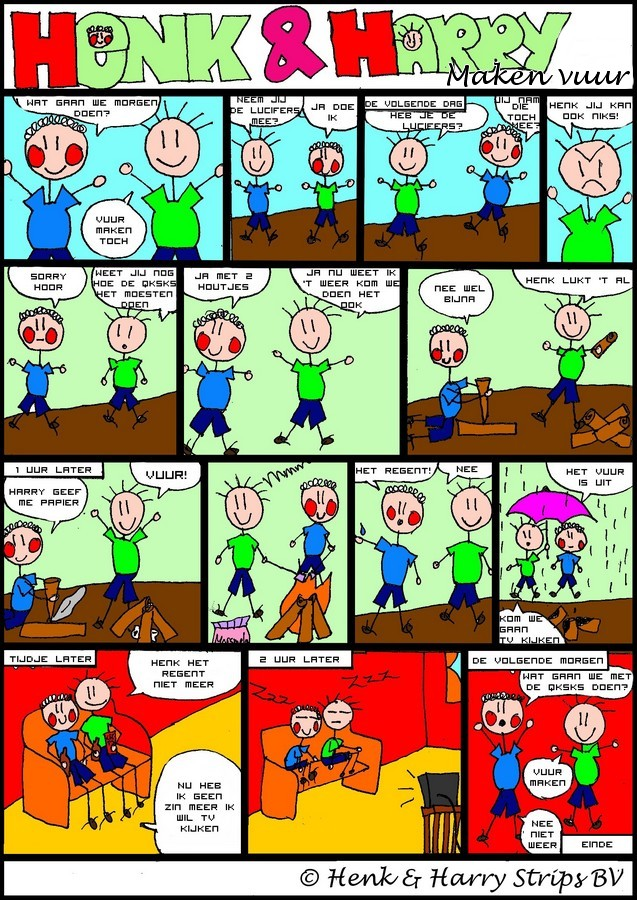 HENK & HARRY
Maken vuur
WAT GAAN WE MORGEN
DOEN?
VUUR
MAKEN
TOCH
NEEM JIJ
DE LUCIFERS
MEE?
JA DOE
IK
DE VOLGENDE DAG
HEB JE DE
LUCIFERS?
JIJ NAM
DIE
TOCH
MEE?
HENK JIJ KAN
OOK NIKS!
SORRY
HOOR
WEET JIJ NOG
HOE DE QKSKS
HET MOESTEN
DOEN
JA MET 2
HOUTJES
JA NU WEET IK
'T WEER KOM WE
DOEN HET
OOK
NEE WEL
BIJNA
HENK LUKT 'T AL
1 UUR LATER
HARRY GEEF
ME PAPIER
VUUR!
HET REGENT!
NEE
HET VUUR
IS UIT
KOM WE
GAAN
TV KIJKEN
TIJDJE LATER
HENK HET
REGENT
NIET MEER
NU HEB
IK GEEN
ZIN MEER IK
WIL TV
KIJKEN
2 UUR LATER
ZZZ ZZZ
DE VOLGENDE MORGEN
WAT GAAN WE MET
DE QKSKS DOEN?
VUUR
MAKEN
NEE
NIET
WEER
EINDE
© Henk & Harry Strips BV